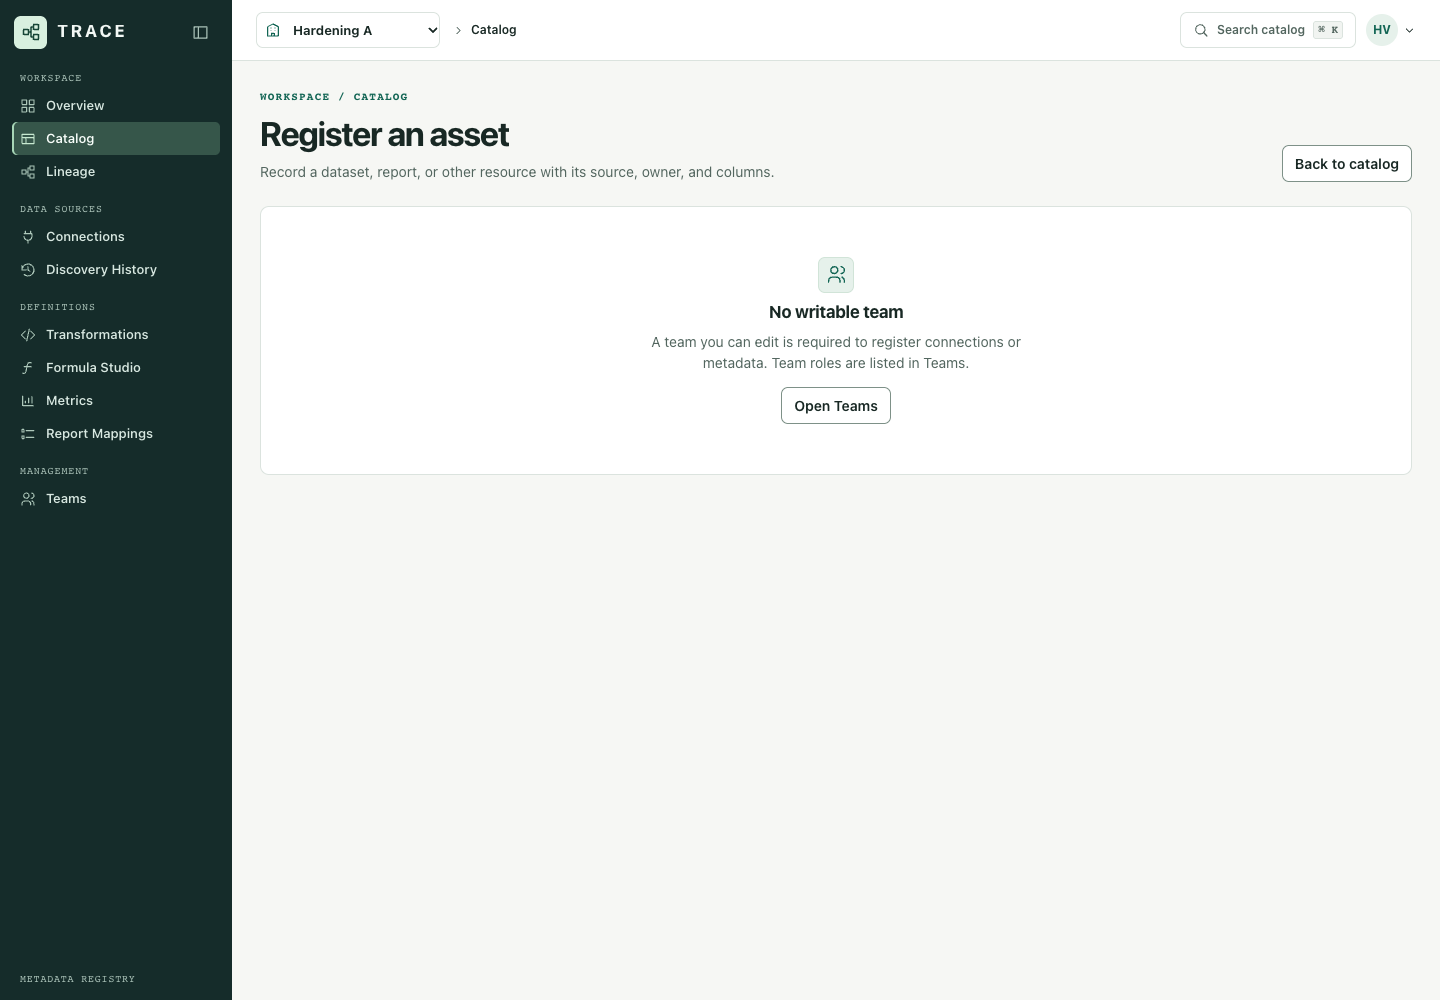 TRACE
WORKSPACE
Overview
Catalog
Lineage
DATA SOURCES
Connections
Discovery History
DEFINITIONS
Transformations
Formula Studio
Metrics
Report Mappings
MANAGEMENT
Teams
METADATA REGISTRY
Hardening A
Catalog
Search catalog ⌘ K
HV
WORKSPACE / CATALOG
Register an asset
Record a dataset, report, or other resource with its source, owner, and columns.
Back to catalog
No writable team
A team you can edit is required to register connections or
metadata. Team roles are listed in Teams.
Open Teams